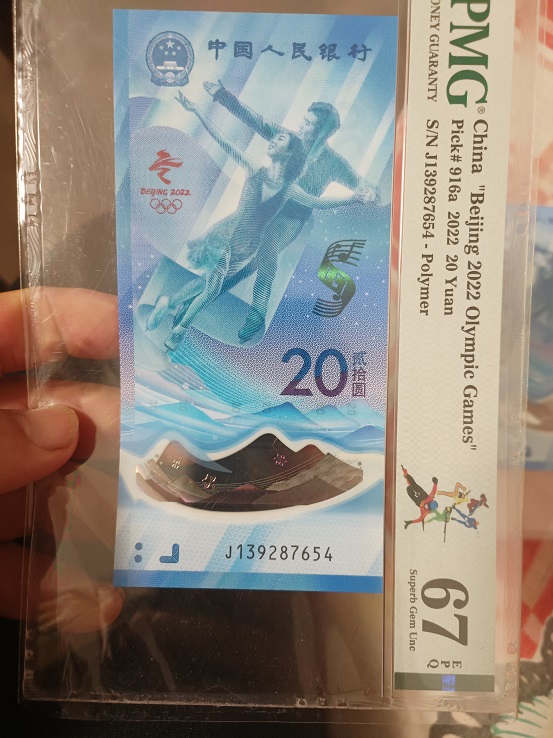 中国人民银行
BEIJING 2022
20
贰拾圆
J139287654
PMG®
MONEY GUARANTY
China "Beijing 2022 Olympic Games"
Pick# 916a 2022 20 Yuan
S/N J139287654 - Polymer
67
EPQ
Superb Gem Unc